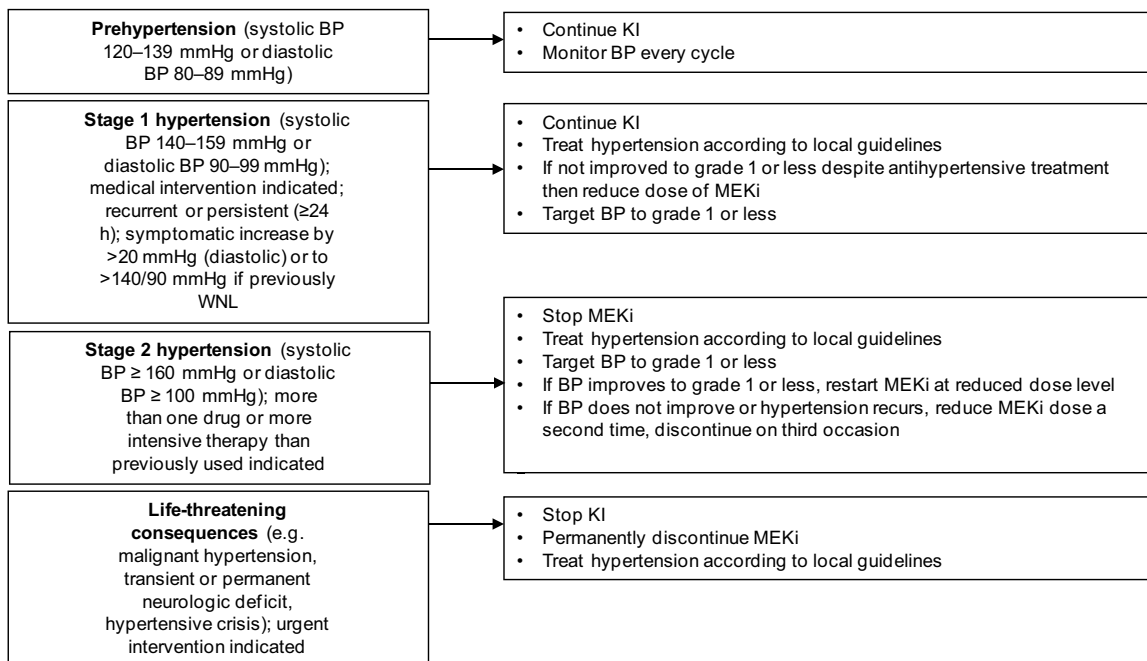 Prehypertension (systolic BP
120–139 mmHg or diastolic
BP 80–89 mmHg)
• Continue KI
• Monitor BP every cycle
Stage 1 hypertension (systolic
BP 140–159 mmHg or
diastolic BP 90–99 mmHg);
medical intervention indicated;
recurrent or persistent (≥24
h); symptomatic increase by
>20 mmHg (diastolic) or to
>140/90 mmHg if previously
WNL
• Continue KI
• Treat hypertension according to local guidelines
• If not improved to grade 1 or less despite antihypertensive treatment
then reduce dose of MEKi
• Target BP to grade 1 or less
Stage 2 hypertension (systolic
BP ≥ 160 mmHg or diastolic
BP ≥ 100 mmHg); more
than one drug or more
intensive therapy than
previously used indicated
• Stop MEKi
• Treat hypertension according to local guidelines
• Target BP to grade 1 or less
• If BP improves to grade 1 or less, restart MEKi at reduced dose level
• If BP does not improve or hypertension recurs, reduce MEKi dose a
second time, discontinue on third occasion
Life-threatening
consequences (e.g.
malignant hypertension,
transient or permanent
neurologic deficit,
hypertensive crisis); urgent
intervention indicated
• Stop KI
• Permanently discontinue MEKi
• Treat hypertension according to local guidelines